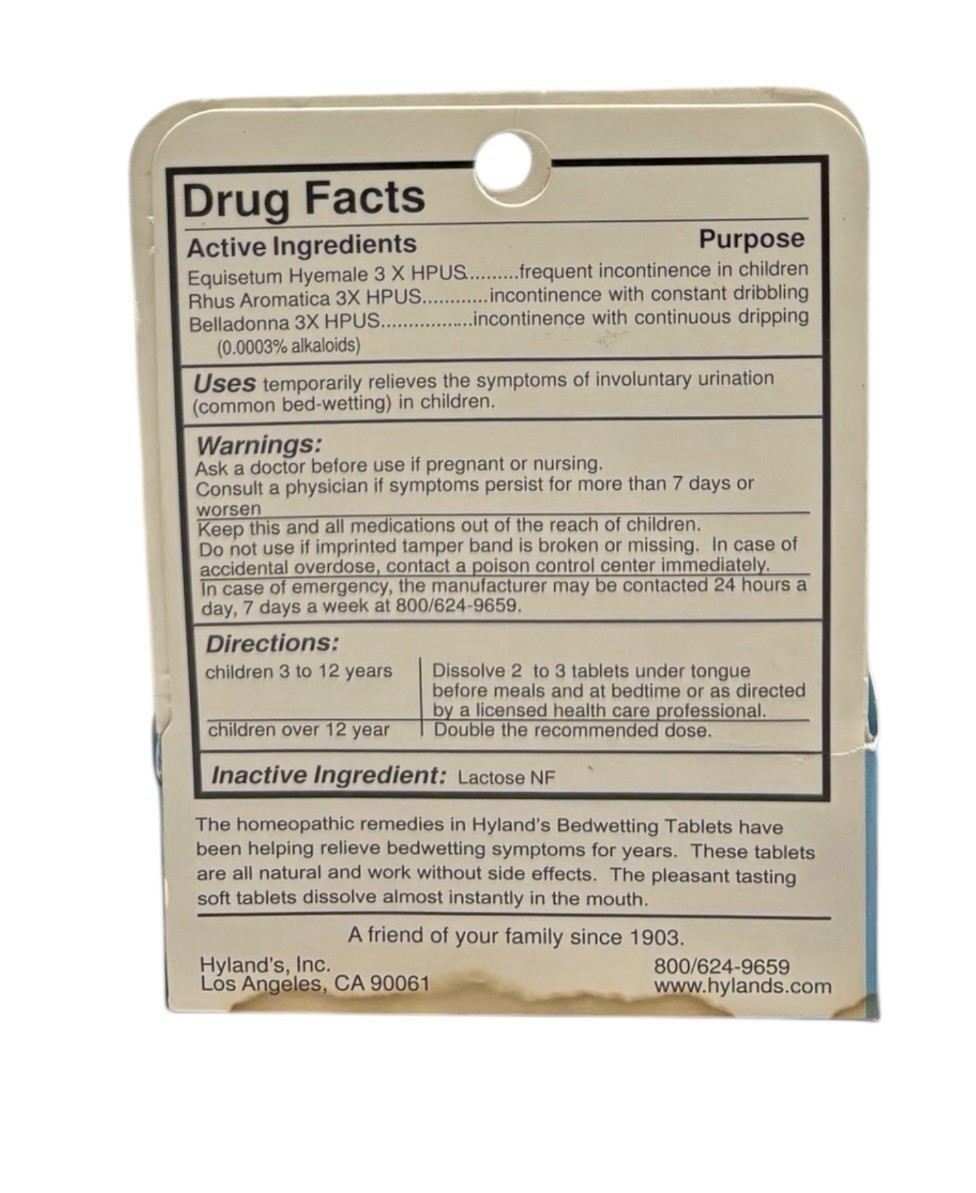 Drug Facts
Active Ingredients Purpose
Equisetum Hyemale 3 X HPUS.........frequent incontinence in children
Rhus Aromatica 3X HPUS............incontinence with constant dribbling
Belladonna 3X HPUS.................incontinence with continuous dripping
(0.0003% alkaloids)
Uses temporarily relieves the symptoms of involuntary urination
(common bed-wetting) in children.
Warnings:
Ask a doctor before use if pregnant or nursing.
Consult a physician if symptoms persist for more than 7 days or
worsen
Keep this and all medications out of the reach of children.
Do not use if imprinted tamper band is broken or missing. In case of
accidental overdose, contact a poison control center immediately.
In case of emergency, the manufacturer may be contacted 24 hours a
day, 7 days a week at 800/624-9659.
Directions:
children 3 to 12 years Dissolve 2 to 3 tablets under tongue
before meals and at bedtime or as directed
by a licensed health care professional.
children over 12 year Double the recommended dose.
Inactive Ingredient: Lactose NF
The homeopathic remedies in Hyland's Bedwetting Tablets have
been helping relieve bedwetting symptoms for years. These tablets
are all natural and work without side effects. The pleasant tasting
soft tablets dissolve almost instantly in the mouth.
A friend of your family since 1903.
Hyland's, Inc. 800/624-9659
Los Angeles, CA 90061 www.hylands.com